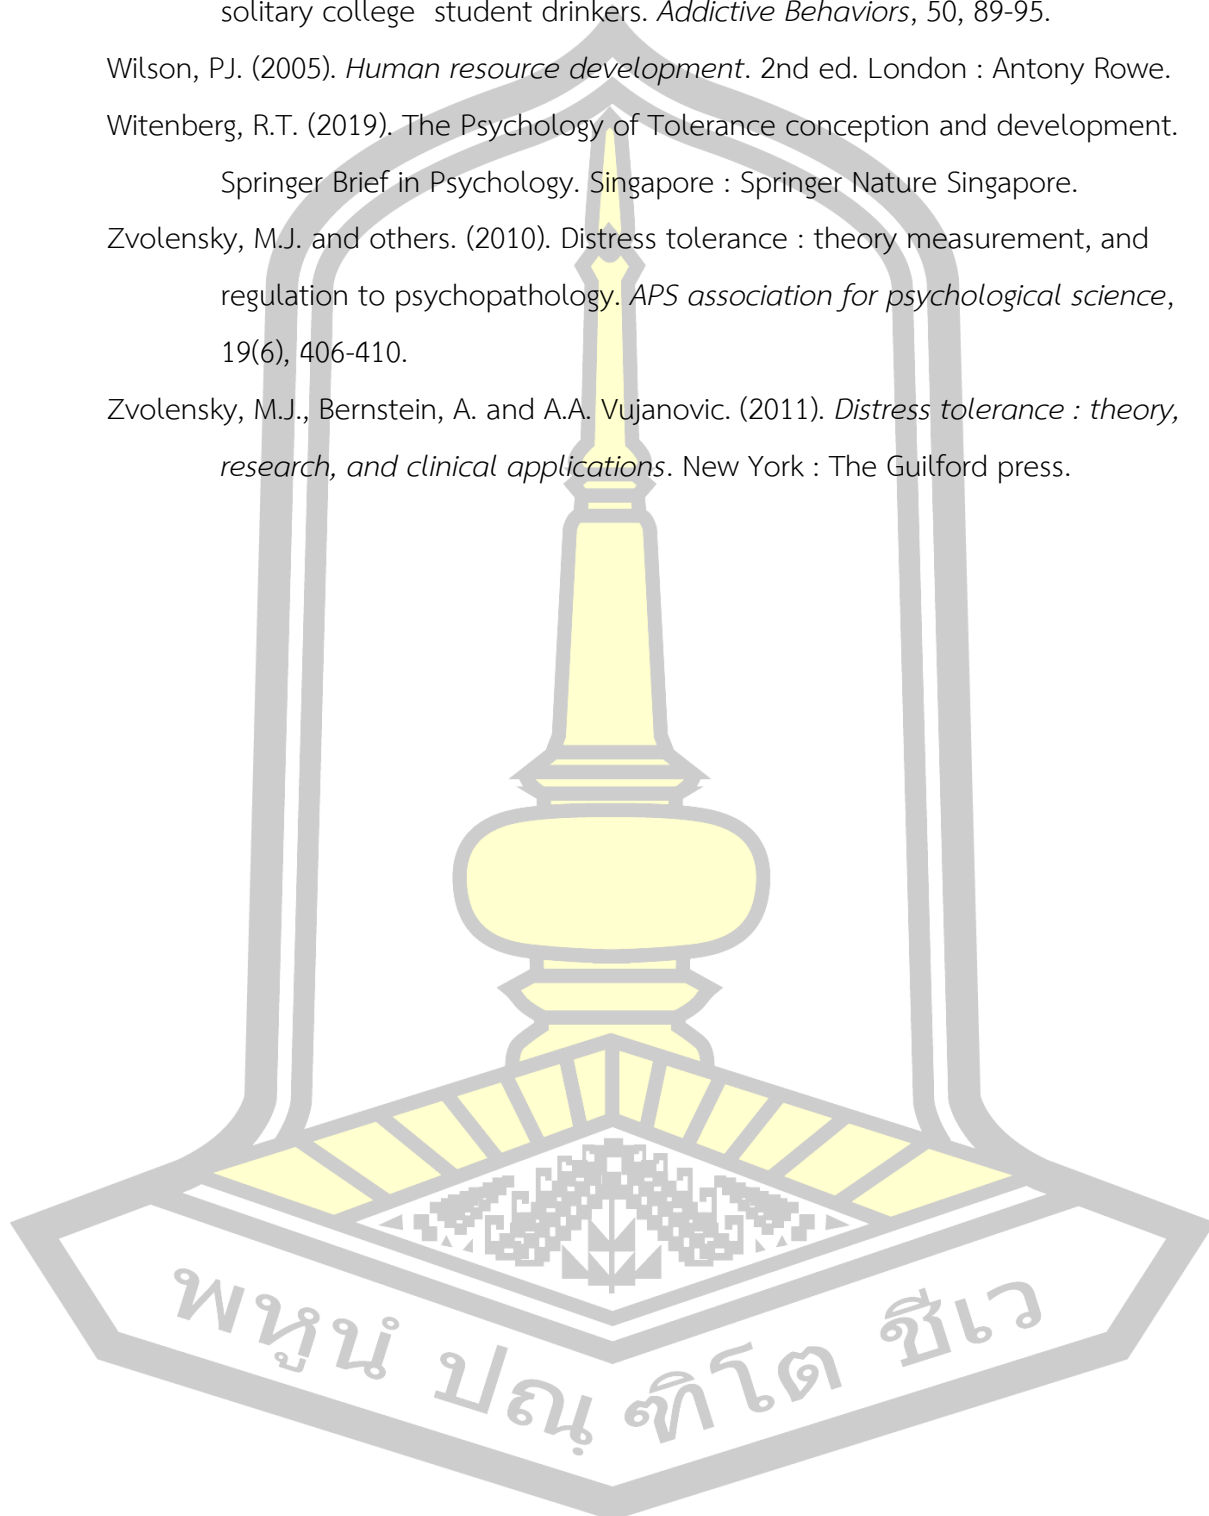 solitary college  student drinkers. Addictive Behaviors, 50, 89-95.
Wilson, PJ. (2005). Human resource development. 2nd ed. London : Antony Rowe.
Witenberg, R.T. (2019). The Psychology of Tolerance conception and development.
Springer Brief in Psychology. Singapore : Springer Nature Singapore.
Zvolensky, M.J. and others. (2010). Distress tolerance : theory measurement, and
regulation to psychopathology. APS association for psychological science,
19(6), 406-410.
Zvolensky, M.J., Bernstein, A. and A.A. Vujanovic. (2011). Distress tolerance : theory,
research, and clinical applications. New York : The Guilford press.
พหูนํ ปณฺฑิโต ชีเว